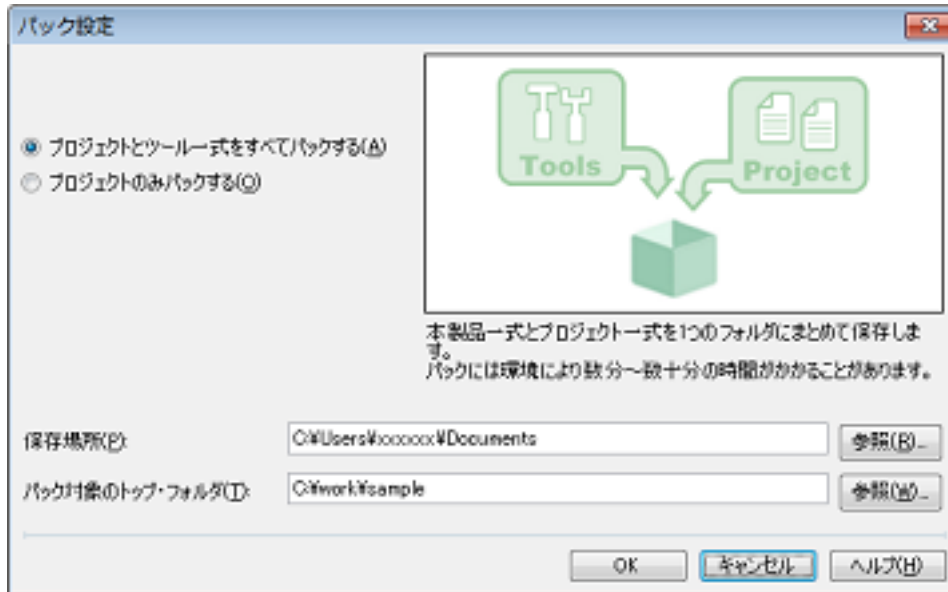 パック設定
プロジェクトとツール一式をすべてパックする(A)
プロジェクトのみパックする(O)
Tools
Project
本製品一式とプロジェクト一式を1つのフォルダにまとめて保存しま
す。
パックには環境により数分～数十分の時間がかかることがあります。
保存場所(P):
C:¥Users¥xxxxxxx¥Documents
参照(R)...
パック対象のトップ・フォルダ(T):
C:¥work¥sample
参照(W)...
OK
キャンセル
ヘルプ(H)